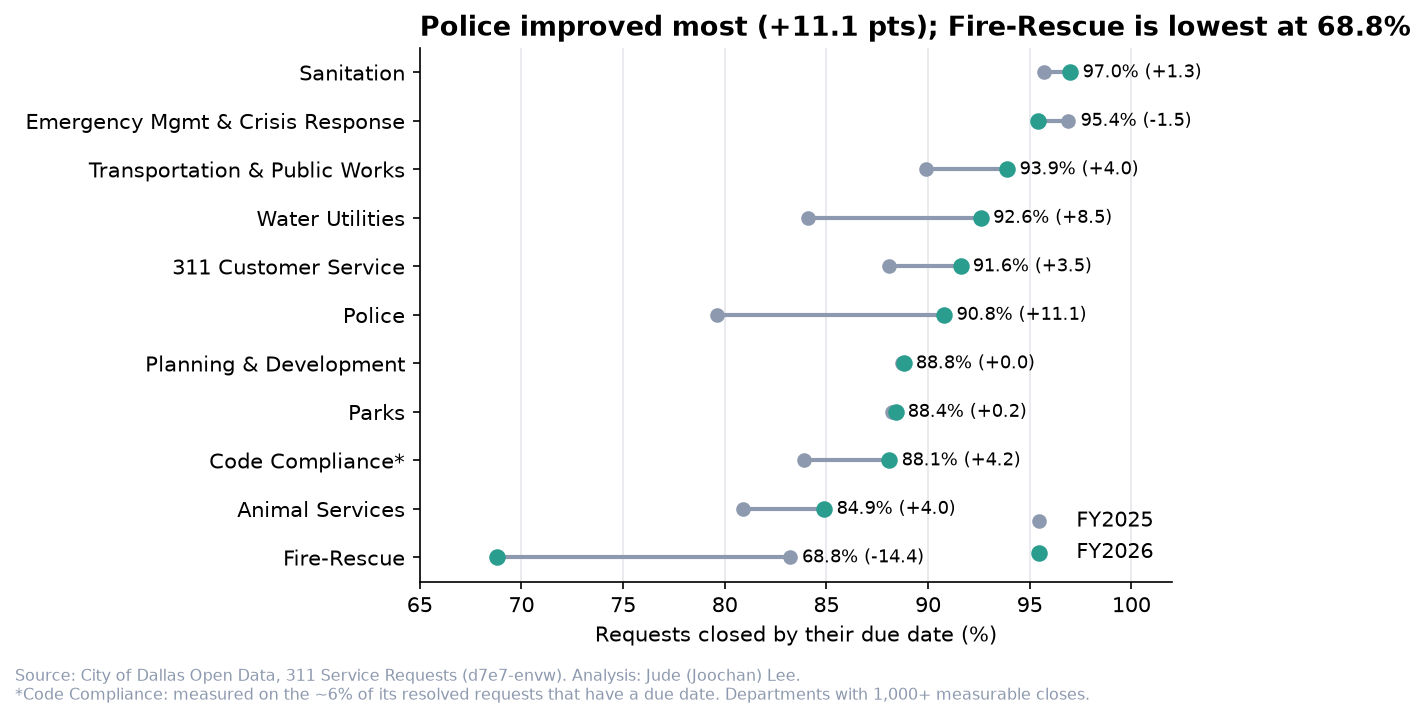 Police improved most (+11.1 pts); Fire-Rescue is lowest at 68.8%
Sanitation 97.0% (+1.3)
Emergency Mgmt & Crisis Response 95.4% (-1.5)
Transportation & Public Works 93.9% (+4.0)
Water Utilities 92.6% (+8.5)
311 Customer Service 91.6% (+3.5)
Police 90.8% (+11.1)
Planning & Development 88.8% (+0.0)
Parks 88.4% (+0.2)
Code Compliance* 88.1% (+4.2)
Animal Services 84.9% (+4.0)
Fire-Rescue 68.8% (-14.4)
FY2025
FY2026
65 70 75 80 85 90 95 100
Requests closed by their due date (%)
Source: City of Dallas Open Data, 311 Service Requests (d7e7-envw). Analysis: Jude (Joochan) Lee.
*Code Compliance: measured on the ~6% of its resolved requests that have a due date. Departments with 1,000+ measurable closes.